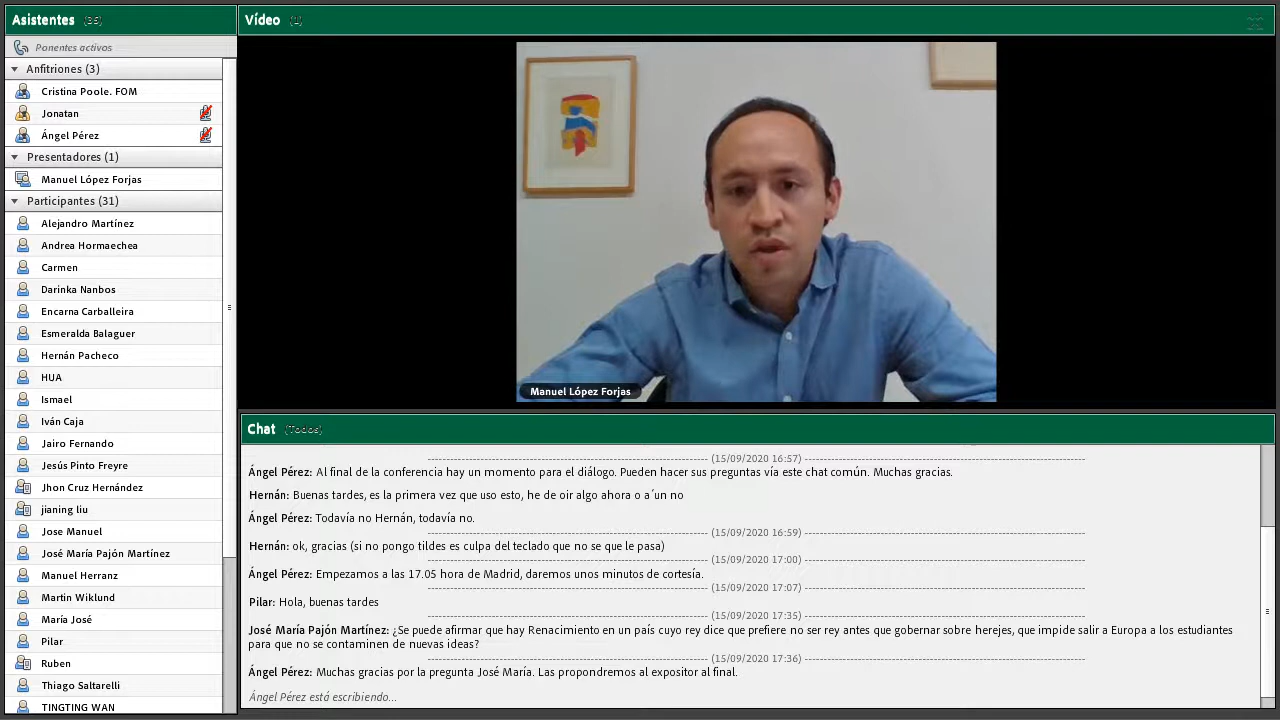 Asistentes (35)
Ponentes activos
Anfitriones (3)
Cristina Poole. FOM
Jonatan
Ángel Pérez
Presentadores (1)
Manuel López Forjas
Participantes (31)
Alejandro Martínez
Andrea Hormaechea
Carmen
Darinka Nanbos
Encarna Carballeira
Esmeralda Balaguer
Hernán Pacheco
HUA
Ismael
Iván Caja
Jairo Fernando
Jesús Pinto Freyre
Jhon Cruz Hernández
jianing liu
Jose Manuel
José María Pajón Martínez
Manuel Herranz
Martin Wiklund
María José
Pilar
Ruben
Thiago Saltarelli
TINGTING WAN
Vídeo (1)
Manuel López Forjas
Chat (Todos)
(15/09/2020 16:57)
Ángel Pérez: Al final de la conferencia hay un momento para el diálogo. Pueden hacer sus preguntas vía este chat común. Muchas gracias.
Hernán: Buenas tardes, es la primera vez que uso esto, he de oir algo ahora o a´un no
Ángel Pérez: Todavía no Hernán, todavía no.
(15/09/2020 16:59)
Hernán: ok, gracias (si no pongo tildes es culpa del teclado que no se que le pasa)
(15/09/2020 17:00)
Ángel Pérez: Empezamos a las 17.05 hora de Madrid, daremos unos minutos de cortesía.
(15/09/2020 17:07)
Pilar: Hola, buenas tardes
(15/09/2020 17:35)
José María Pajón Martínez: ¿Se puede afirmar que hay Renacimiento en un país cuyo rey dice que prefiere no ser rey antes que gobernar sobre herejes, que impide salir a Europa a los estudiantes
para que no se contaminen de nuevas ideas?
(15/09/2020 17:36)
Ángel Pérez: Muchas gracias por la pregunta José María. Las propondremos al expositor al final.
Ángel Pérez está escribiendo...